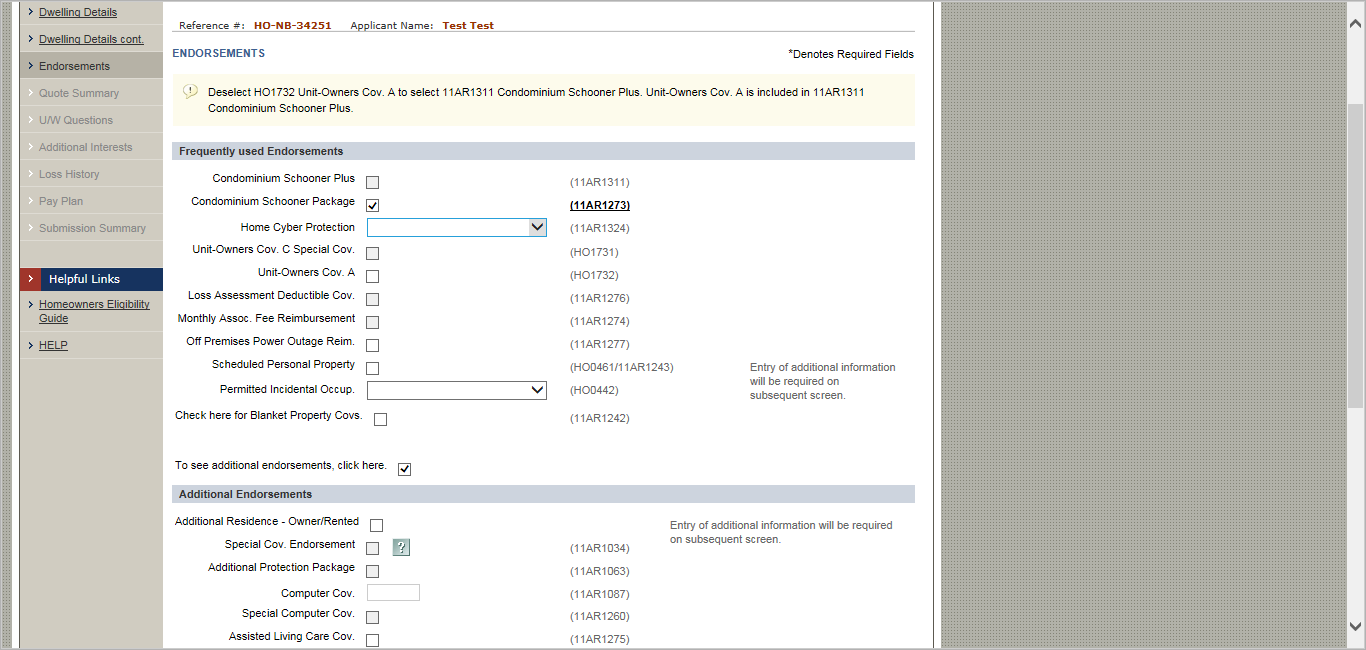 Dwelling Details
Dwelling Details cont.
Endorsements
Quote Summary
U/W Questions
Additional Interests
Loss History
Pay Plan
Submission Summary
Helpful Links
Homeowners Eligibility
Guide
HELP
Reference #: HO-NB-34251 Applicant Name: Test Test
ENDORSEMENTS
*Denotes Required Fields
Deselect HO1732 Unit-Owners Cov. A to select 11AR1311 Condominium Schooner Plus. Unit-Owners Cov. A is included in 11AR1311
Condominium Schooner Plus.
Frequently used Endorsements
Condominium Schooner Plus (11AR1311)
Condominium Schooner Package (11AR1273)
Home Cyber Protection (11AR1324)
Unit-Owners Cov. C Special Cov. (HO1731)
Unit-Owners Cov. A (HO1732)
Loss Assessment Deductible Cov. (11AR1276)
Monthly Assoc. Fee Reimbursement (11AR1274)
Off Premises Power Outage Reim. (11AR1277)
Scheduled Personal Property (HO0461/11AR1243) Entry of additional information
will be required on
subsequent screen.
Permitted Incidental Occup. (HO0442)
Check here for Blanket Property Covs. (11AR1242)
To see additional endorsements, click here.
Additional Endorsements
Additional Residence - Owner/Rented Entry of additional information will be required
on subsequent screen.
Special Cov. Endorsement ? (11AR1034)
Additional Protection Package (11AR1063)
Computer Cov. (11AR1087)
Special Computer Cov. (11AR1260)
Assisted Living Care Cov. (11AR1275)